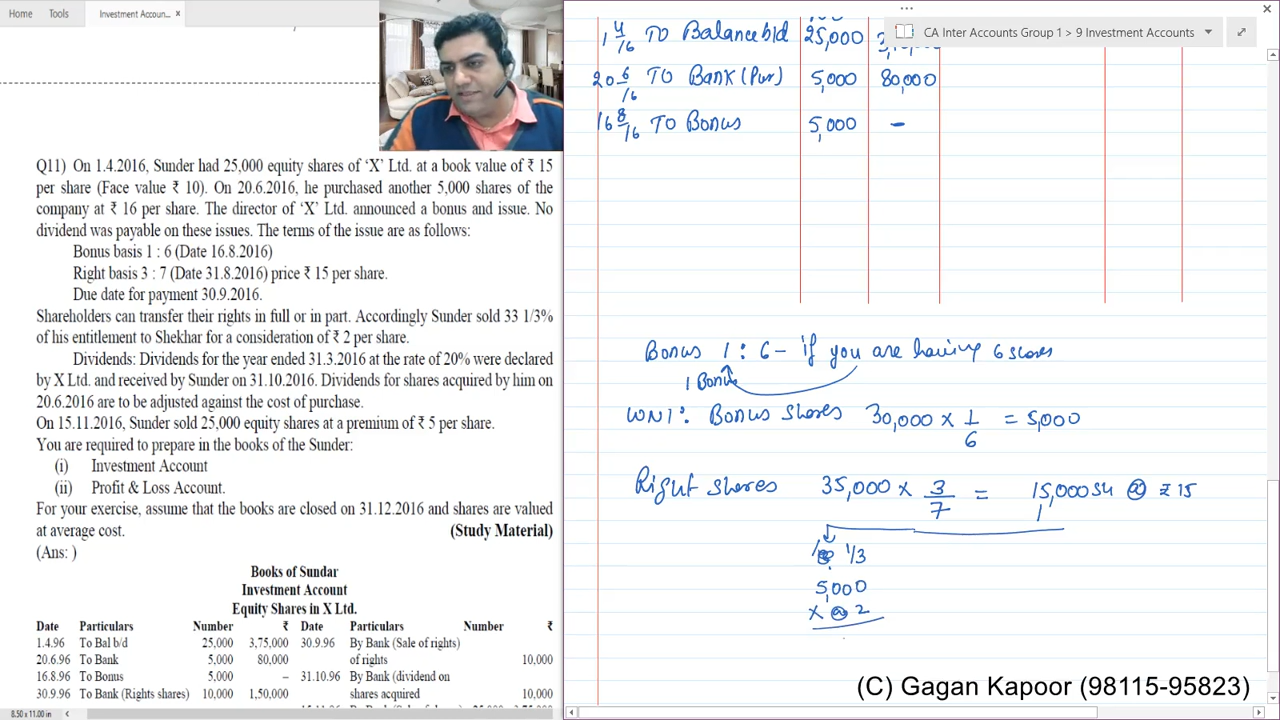 Home Tools Investment Accoun... ×
Q11) On 1.4.2016, Sunder had 25,000 equity shares of 'X' Ltd. at a book value of ₹ 15
per share (Face value ₹ 10). On 20.6.2016, he purchased another 5,000 shares of the
company at ₹ 16 per share. The director of 'X' Ltd. announced a bonus and issue. No
dividend was payable on these issues. The terms of the issue are as follows:
Bonus basis 1 : 6 (Date 16.8.2016)
Right basis 3 : 7 (Date 31.8.2016) price ₹ 15 per share.
Due date for payment 30.9.2016.
Shareholders can transfer their rights in full or in part. Accordingly Sunder sold 33 1/3%
of his entitlement to Shekhar for a consideration of ₹ 2 per share.
Dividends: Dividends for the year ended 31.3.2016 at the rate of 20% were declared
by X Ltd. and received by Sunder on 31.10.2016. Dividends for shares acquired by him on
20.6.2016 are to be adjusted against the cost of purchase.
On 15.11.2016, Sunder sold 25,000 equity shares at a premium of ₹ 5 per share.
You are required to prepare in the books of the Sunder:
(i) Investment Account
(ii) Profit & Loss Account.
For your exercise, assume that the books are closed on 31.12.2016 and shares are valued
at average cost. (Study Material)
(Ans: )
Books of Sundar
Investment Account
Equity Shares in X Ltd.
Date Particulars Number ₹ Date Particulars Number ₹
1.4.96 To Bal b/d 25,000 3,75,000 30.9.96 By Bank (Sale of rights)
20.6.96 To Bank 5,000 80,000 of rights) 10,000
16.8.96 To Bonus 5,000 – 31.10.96 By Bank (dividend on
30.9.96 To Bank (Rights shares) 10,000 1,50,000 shares acquired 10,000
8.50 x 11.00 in
CA Inter Accounts Group 1 > 9 Investment Accounts
1 4/16 To Balance b/d 25,000
20 6/16 To Bank (Pur) 5,000 80,000
16 8/16 To Bonus 5,000 -
Bonus 1 : 6 - if you are having 6 shares
1 Bonus
WN1: Bonus Shares 30,000 × 1/6 = 5,000
Right shares 35,000 × 3/7 = 15,000 SH @ ₹ 15
1/3
5,000
× @ 2
(C) Gagan Kapoor (98115-95823)